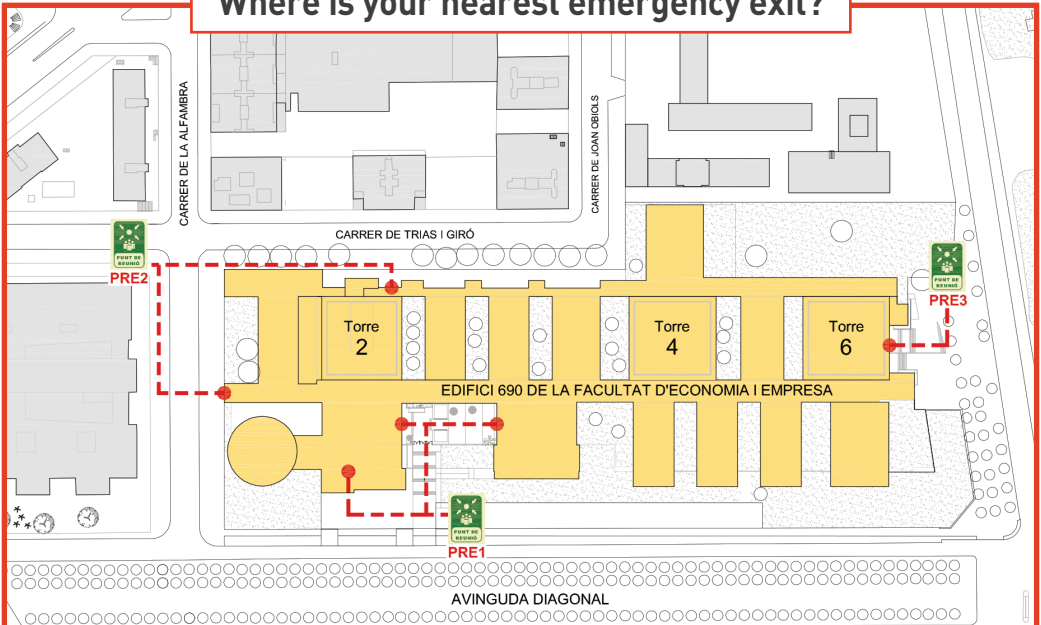 Where is your nearest emergency exit?
CARRER DE LA ALFAMBRA
CARRER DE JOAN OBIOLS
CARRER DE TRIAS I GIRÓ
PUNT DE
REUNIÓ
PRE2
PUNT DE
REUNIÓ
PRE3
Torre
2
Torre
4
Torre
6
EDIFICI 690 DE LA FACULTAT D'ECONOMIA I EMPRESA
PUNT DE
REUNIÓ
PRE1
AVINGUDA DIAGONAL